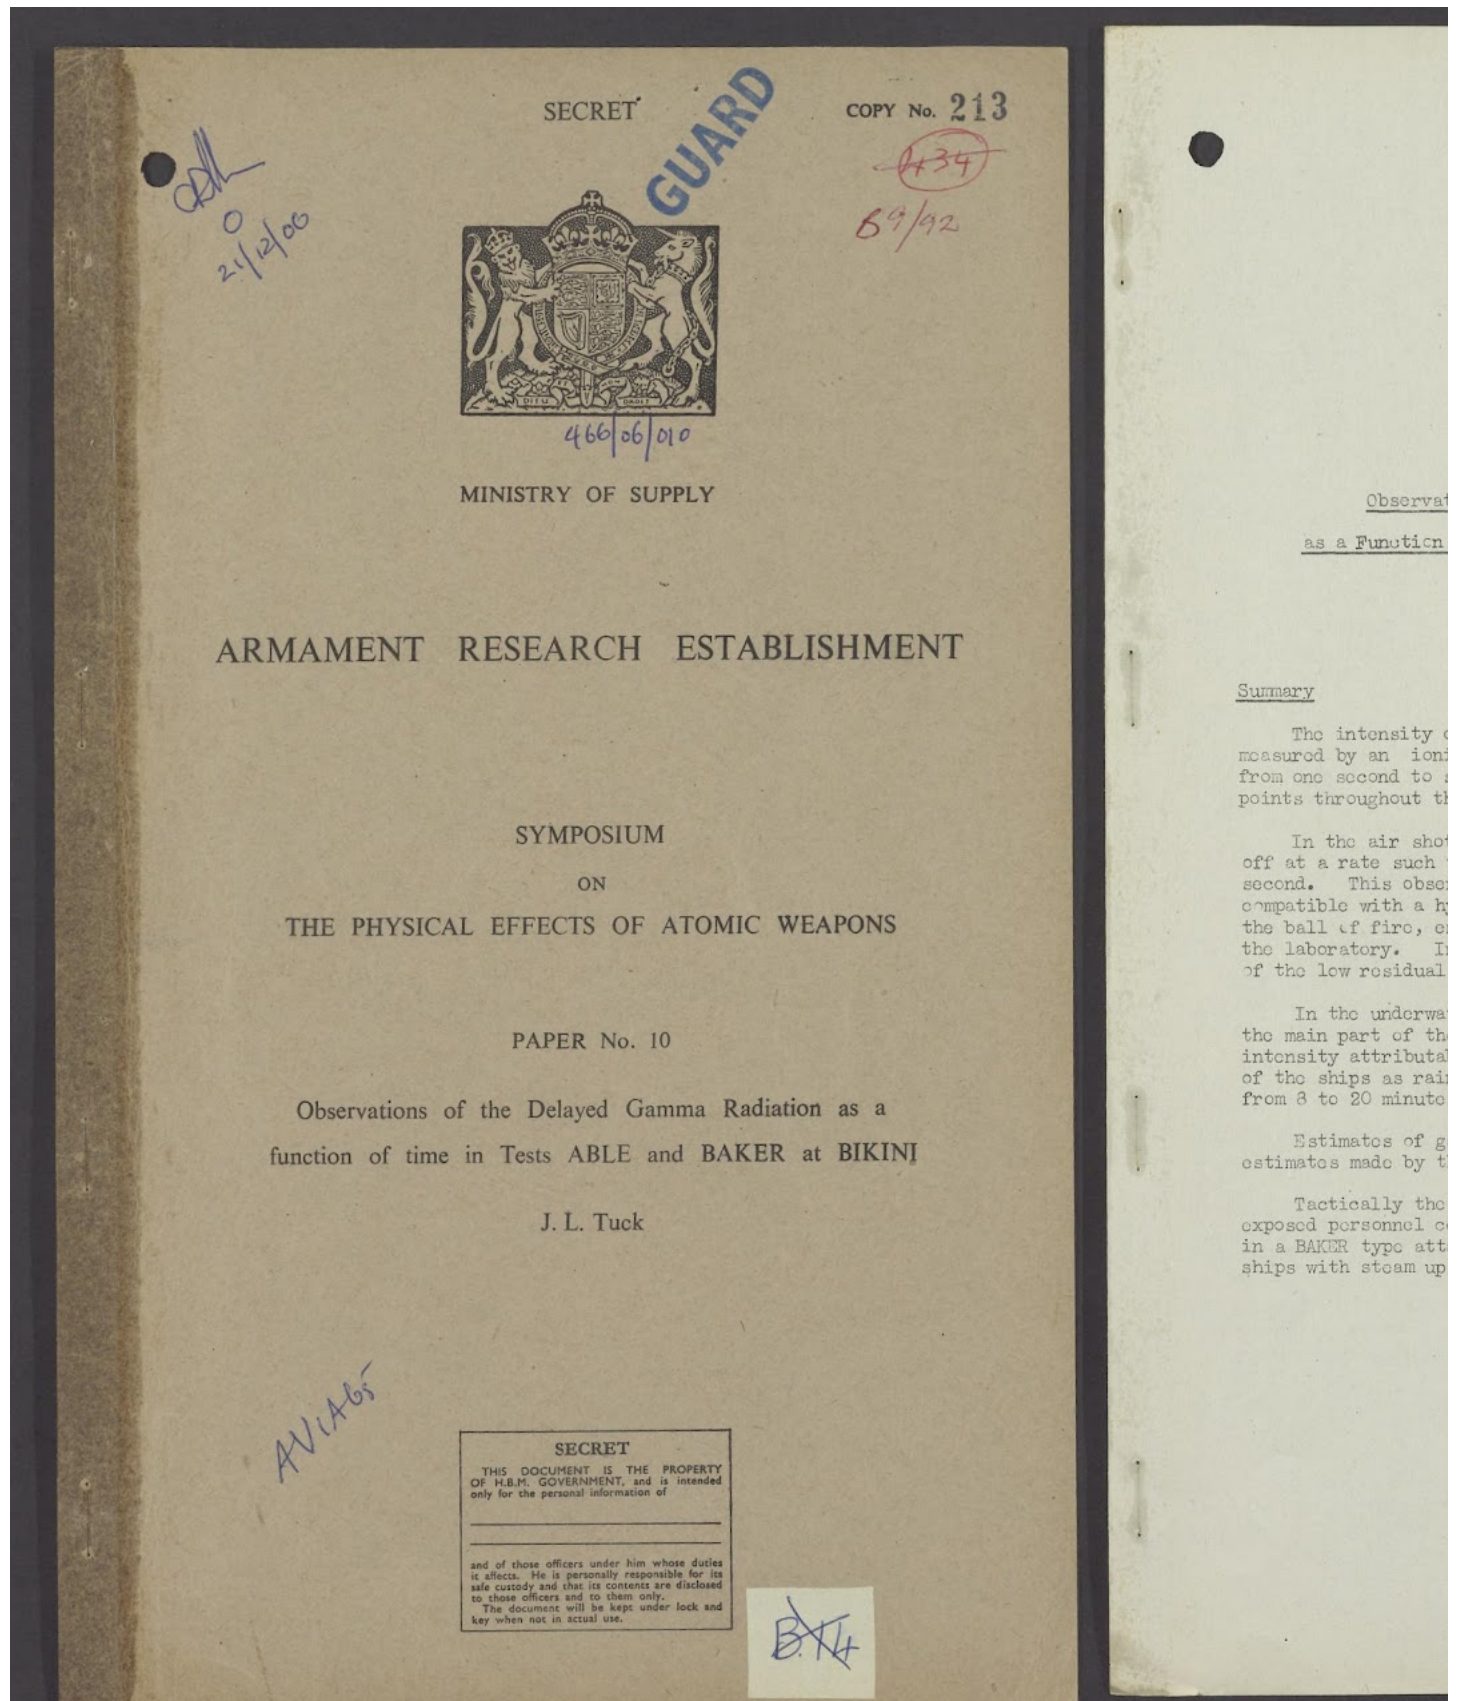 SECRET
GUARD
COPY No. 213
434
69/92
0
21/12/00
DIEU DROIT
466/06/010
MINISTRY OF SUPPLY
ARMAMENT RESEARCH ESTABLISHMENT
SYMPOSIUM
ON
THE PHYSICAL EFFECTS OF ATOMIC WEAPONS
PAPER No. 10
Observations of the Delayed Gamma Radiation as a
function of time in Tests ABLE and BAKER at BIKINI
J. L. Tuck
AVIA65
SECRET
THIS DOCUMENT IS THE PROPERTY
OF H.B.M. GOVERNMENT, and is intended
only for the personal information of
and of those officers under him whose duties
it affects. He is personally responsible for its
safe custody and that its contents are disclosed
to those officers and to them only.
The document will be kept under lock and
key when not in actual use.
Observat
as a Function
Summary
The intensity
measured by an ioni
from one second to
points throughout th
In the air shot
off at a rate such
second. This obse
compatible with a hy
the ball of fire, e
the laboratory. I
of the low residual
In the underwa
the main part of th
intensity attributa
of the ships as rai
from 8 to 20 minute
Estimates of g
estimates made by t
Tactically the
exposed personnel c
in a BAKER type att
ships with steam up